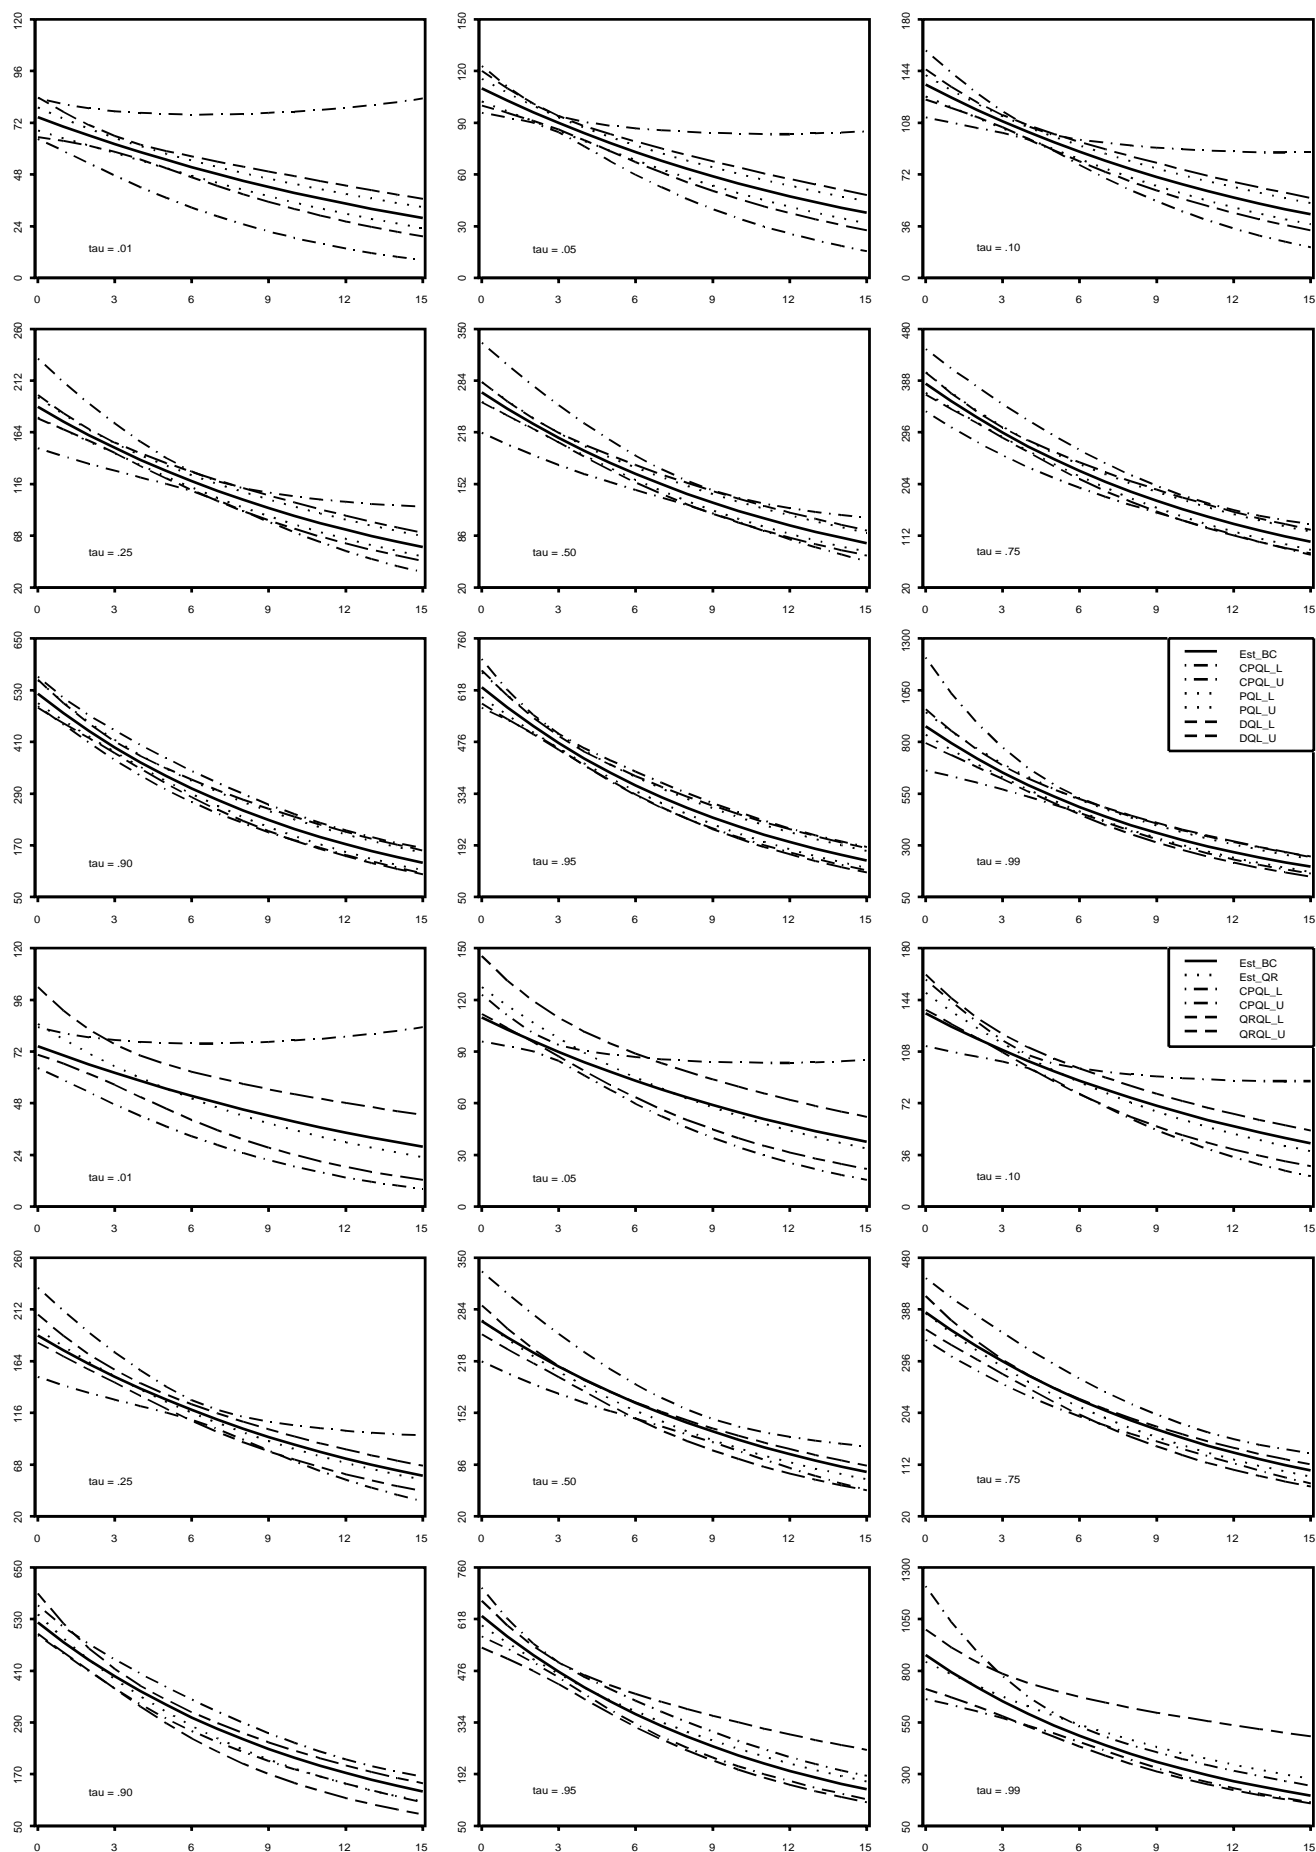 120
96
72
48
24
0
tau = .01
0 3 6 9 12 15
150
120
90
60
30
0
tau = .05
0 3 6 9 12 15
180
144
108
72
36
0
tau = .10
0 3 6 9 12 15
260
212
164
116
68
20
tau = .25
0 3 6 9 12 15
350
284
218
152
86
20
tau = .50
0 3 6 9 12 15
480
388
296
204
112
20
tau = .75
0 3 6 9 12 15
650
530
410
290
170
50
tau = .90
0 3 6 9 12 15
760
618
476
334
192
50
tau = .95
0 3 6 9 12 15
1300
1050
800
550
300
50
Est_BC
CPQL_L
CPQL_U
PQL_L
PQL_U
DQL_L
DQL_U
tau = .99
0 3 6 9 12 15
120
96
72
48
24
0
tau = .01
0 3 6 9 12 15
150
120
90
60
30
0
tau = .05
0 3 6 9 12 15
180
144
108
72
36
0
Est_BC
Est_QR
CPQL_L
CPQL_U
QRQL_L
QRQL_U
tau = .10
0 3 6 9 12 15
260
212
164
116
68
20
tau = .25
0 3 6 9 12 15
350
284
218
152
86
20
tau = .50
0 3 6 9 12 15
480
388
296
204
112
20
tau = .75
0 3 6 9 12 15
650
530
410
290
170
50
tau = .90
0 3 6 9 12 15
760
618
476
334
192
50
tau = .95
0 3 6 9 12 15
1300
1050
800
550
300
50
tau = .99
0 3 6 9 12 15